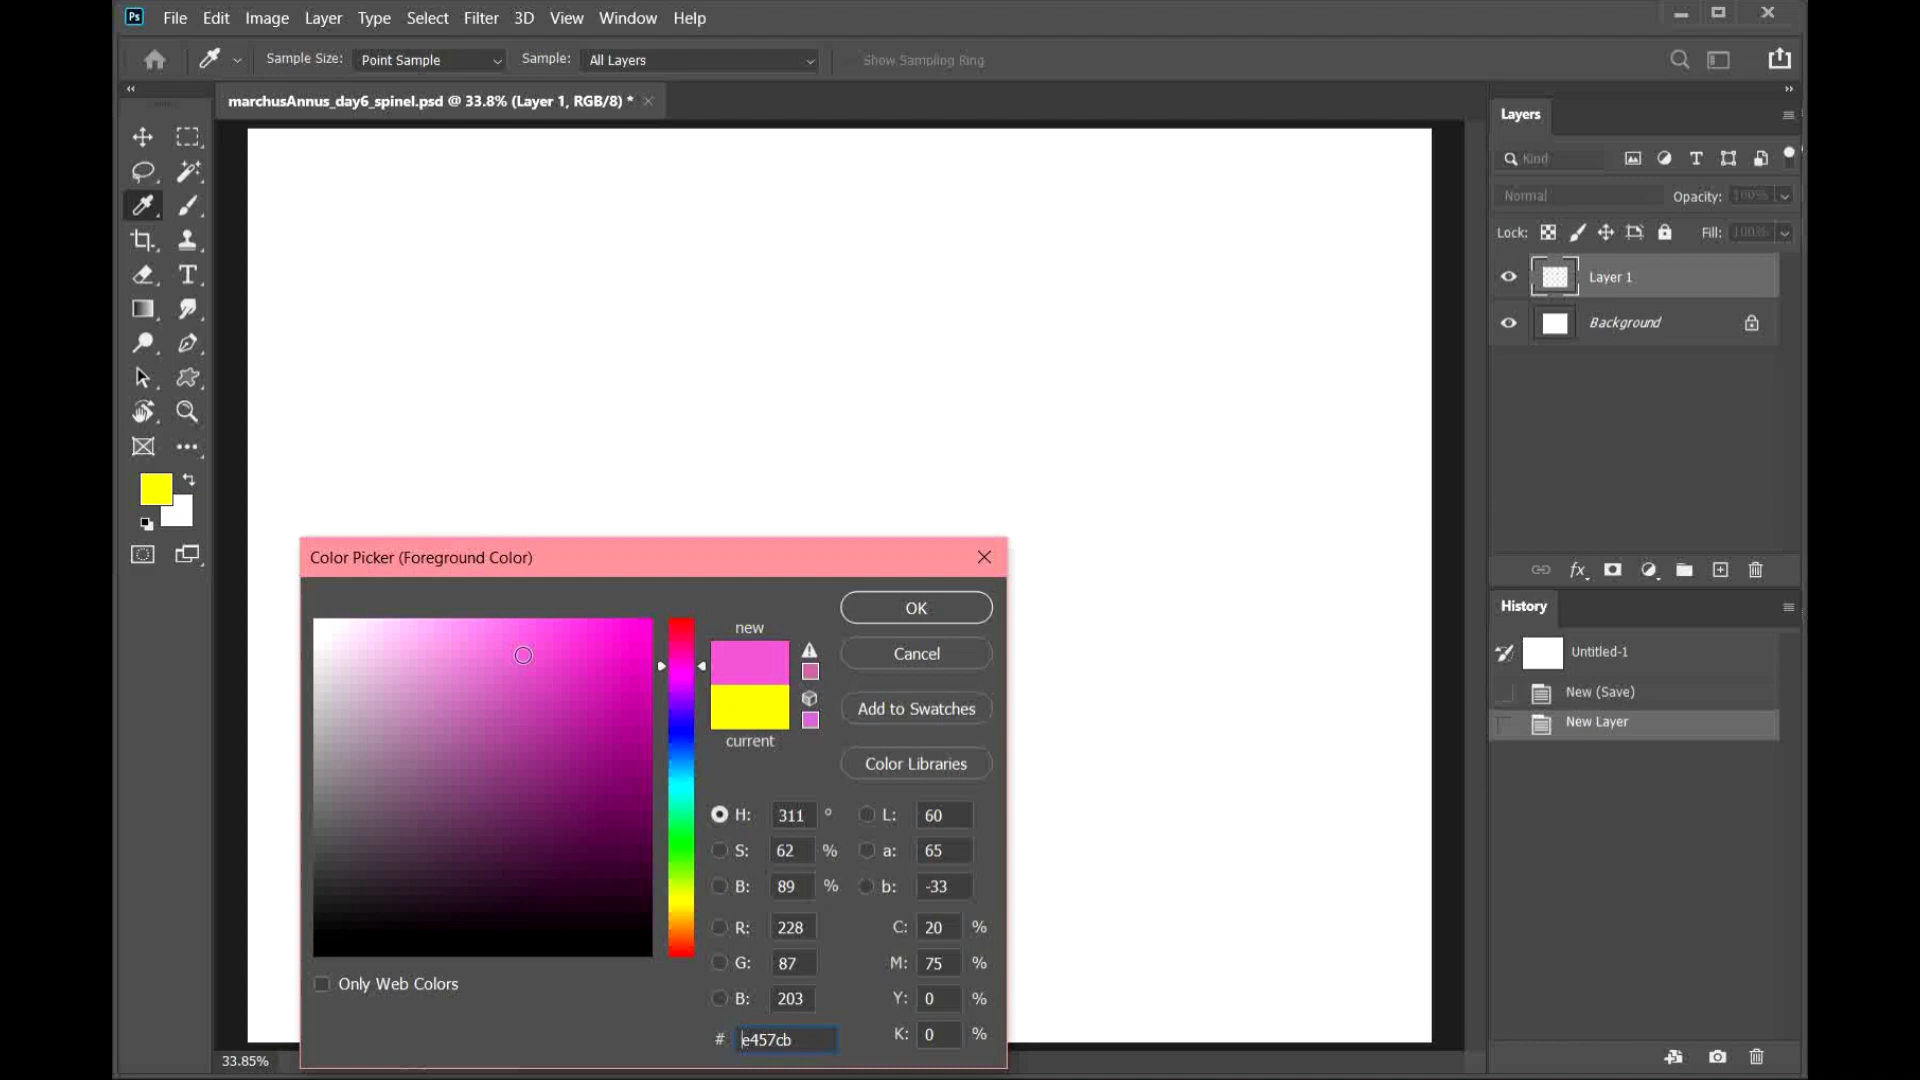 Ps File Edit Image Layer Type Select Filter 3D View Window Help
Sample Size: Point Sample Sample: All Layers Show Sampling Ring
marchusAnnus_day6_spinel.psd @ 33.8% (Layer 1, RGB/8) *
Layers
Kind
Normal Opacity: 100%
Lock: Fill: 100%
Layer 1
Background
fx
History
Untitled-1
New (Save)
New Layer
Color Picker (Foreground Color)
new
current
OK
Cancel
Add to Swatches
Color Libraries
H: 311 ° L: 60
S: 62 % a: 65
B: 89 % b: -33
R: 228 C: 20 %
G: 87 M: 75 %
B: 203 Y: 0 %
# e457cb K: 0 %
Only Web Colors
33.85%